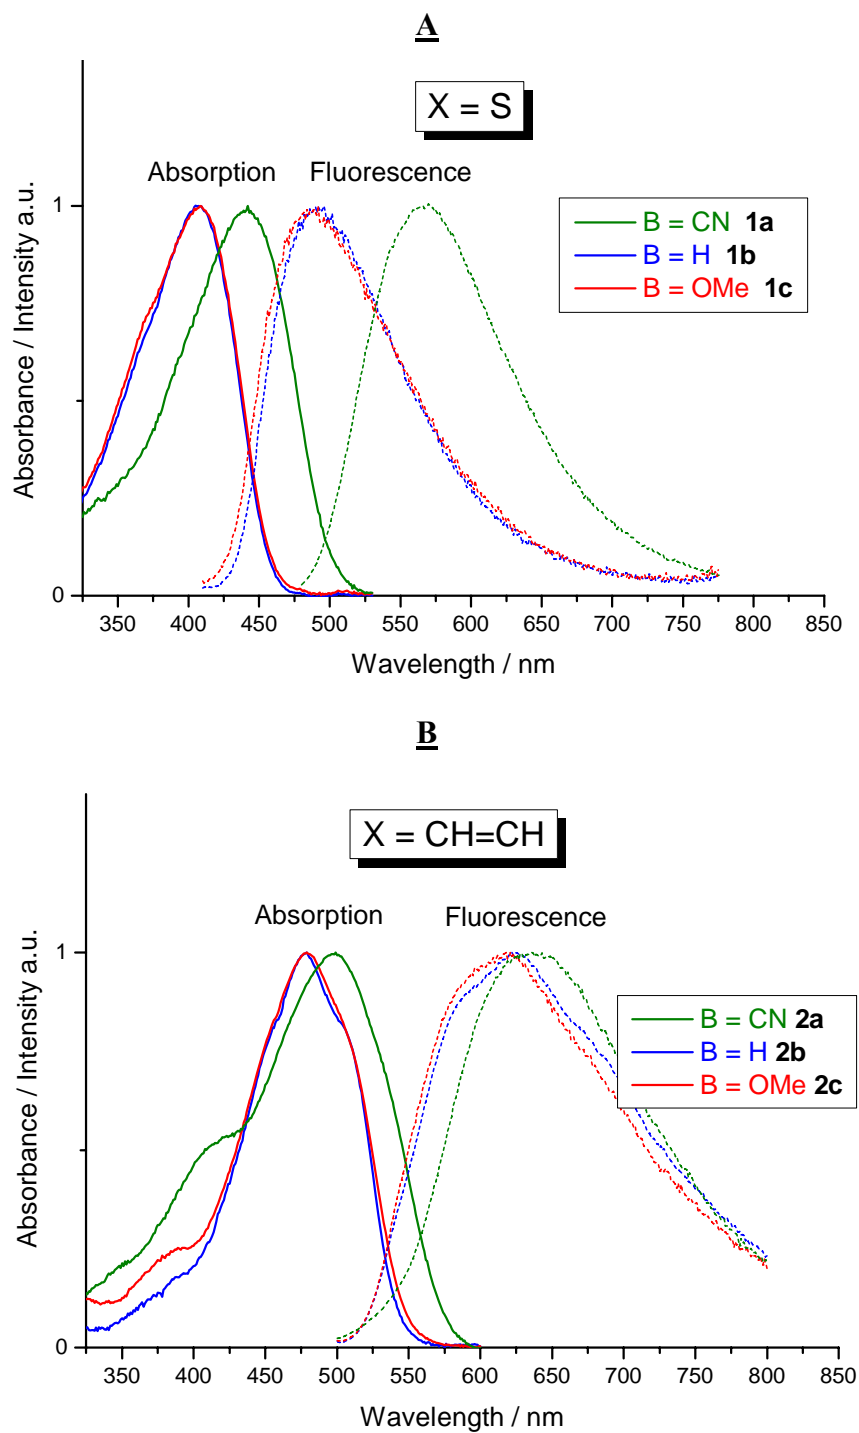 A
X = S
Absorption Fluorescence
B = CN 1a
B = H 1b
B = OMe 1c
Absorbance / Intensity a.u.
1
0
350 400 450 500 550 600 650 700 750 800 850
Wavelength / nm
B
X = CH=CH
Absorption Fluorescence
B = CN 2a
B = H 2b
B = OMe 2c
Absorbance / Intensity a.u.
1
0
350 400 450 500 550 600 650 700 750 800 850
Wavelength / nm